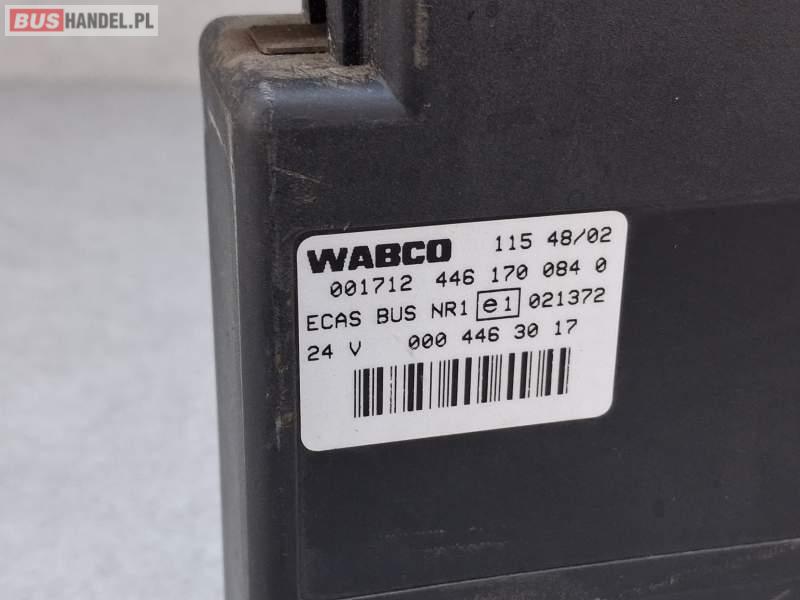 BUSHANDEL.PL
WABCO 115 48/02
001712 446 170 084 0
ECAS BUS NR1 e1 021372
24 V 000 446 30 17